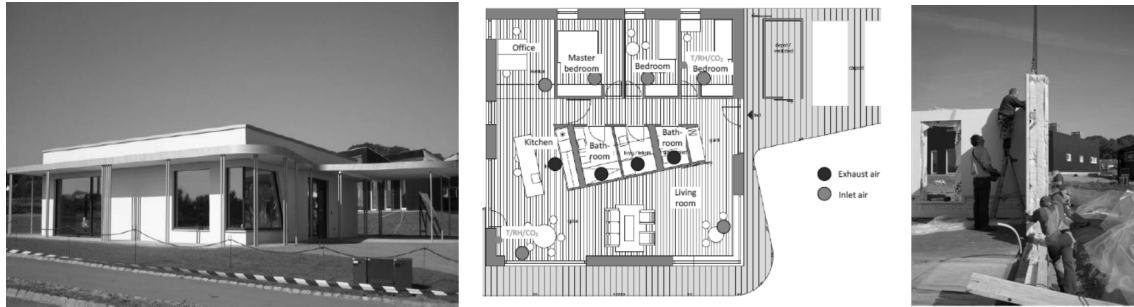 Office
Master
bedroom
Bedroom
T/RH/CO₂
Bedroom
Kitchen
Bath-
room
Bath-
room
Living
room
T/RH/CO₂
Exhaust air
Inlet air